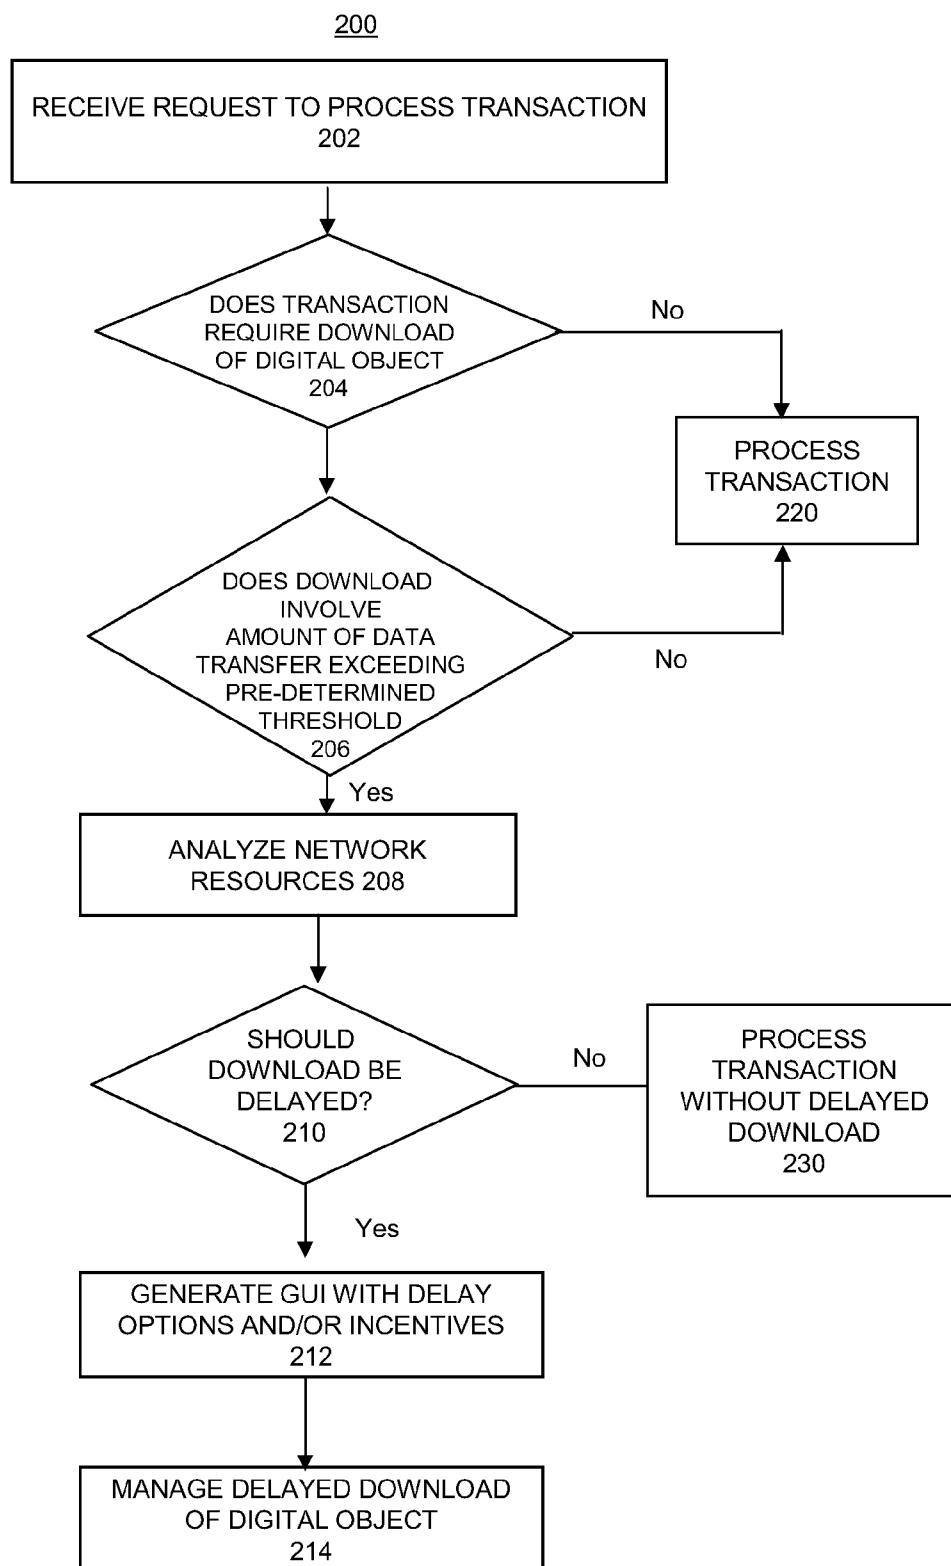 200
RECEIVE REQUEST TO PROCESS TRANSACTION
202
DOES TRANSACTION
REQUIRE DOWNLOAD
OF DIGITAL OBJECT
204
No
PROCESS
TRANSACTION
220
DOES DOWNLOAD
INVOLVE
AMOUNT OF DATA
TRANSFER EXCEEDING
PRE-DETERMINED
THRESHOLD
206
No
Yes
ANALYZE NETWORK
RESOURCES 208
SHOULD
DOWNLOAD BE
DELAYED?
210
No
PROCESS
TRANSACTION
WITHOUT DELAYED
DOWNLOAD
230
Yes
GENERATE GUI WITH DELAY
OPTIONS AND/OR INCENTIVES
212
MANAGE DELAYED DOWNLOAD
OF DIGITAL OBJECT
214